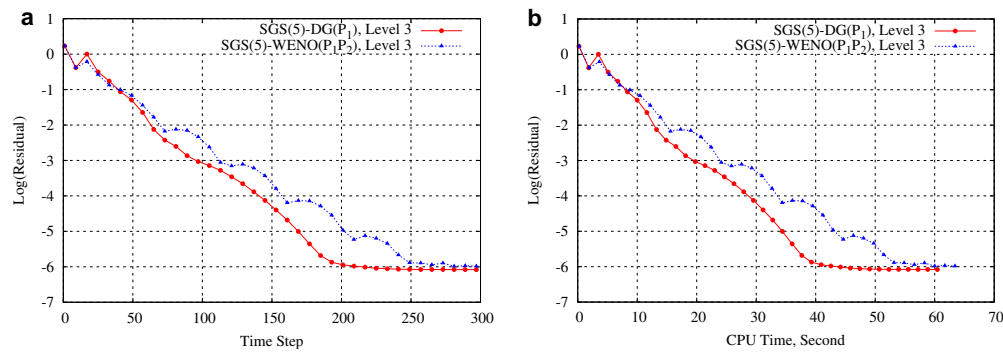 a
SGS(5)-DG(P1), Level 3
SGS(5)-WENO(P1P2), Level 3
Log(Residual)
1
0
-1
-2
-3
-4
-5
-6
-7
0 50 100 150 200 250 300
Time Step
b
SGS(5)-DG(P1), Level 3
SGS(5)-WENO(P1P2), Level 3
Log(Residual)
1
0
-1
-2
-3
-4
-5
-6
-7
0 10 20 30 40 50 60 70
CPU Time, Second